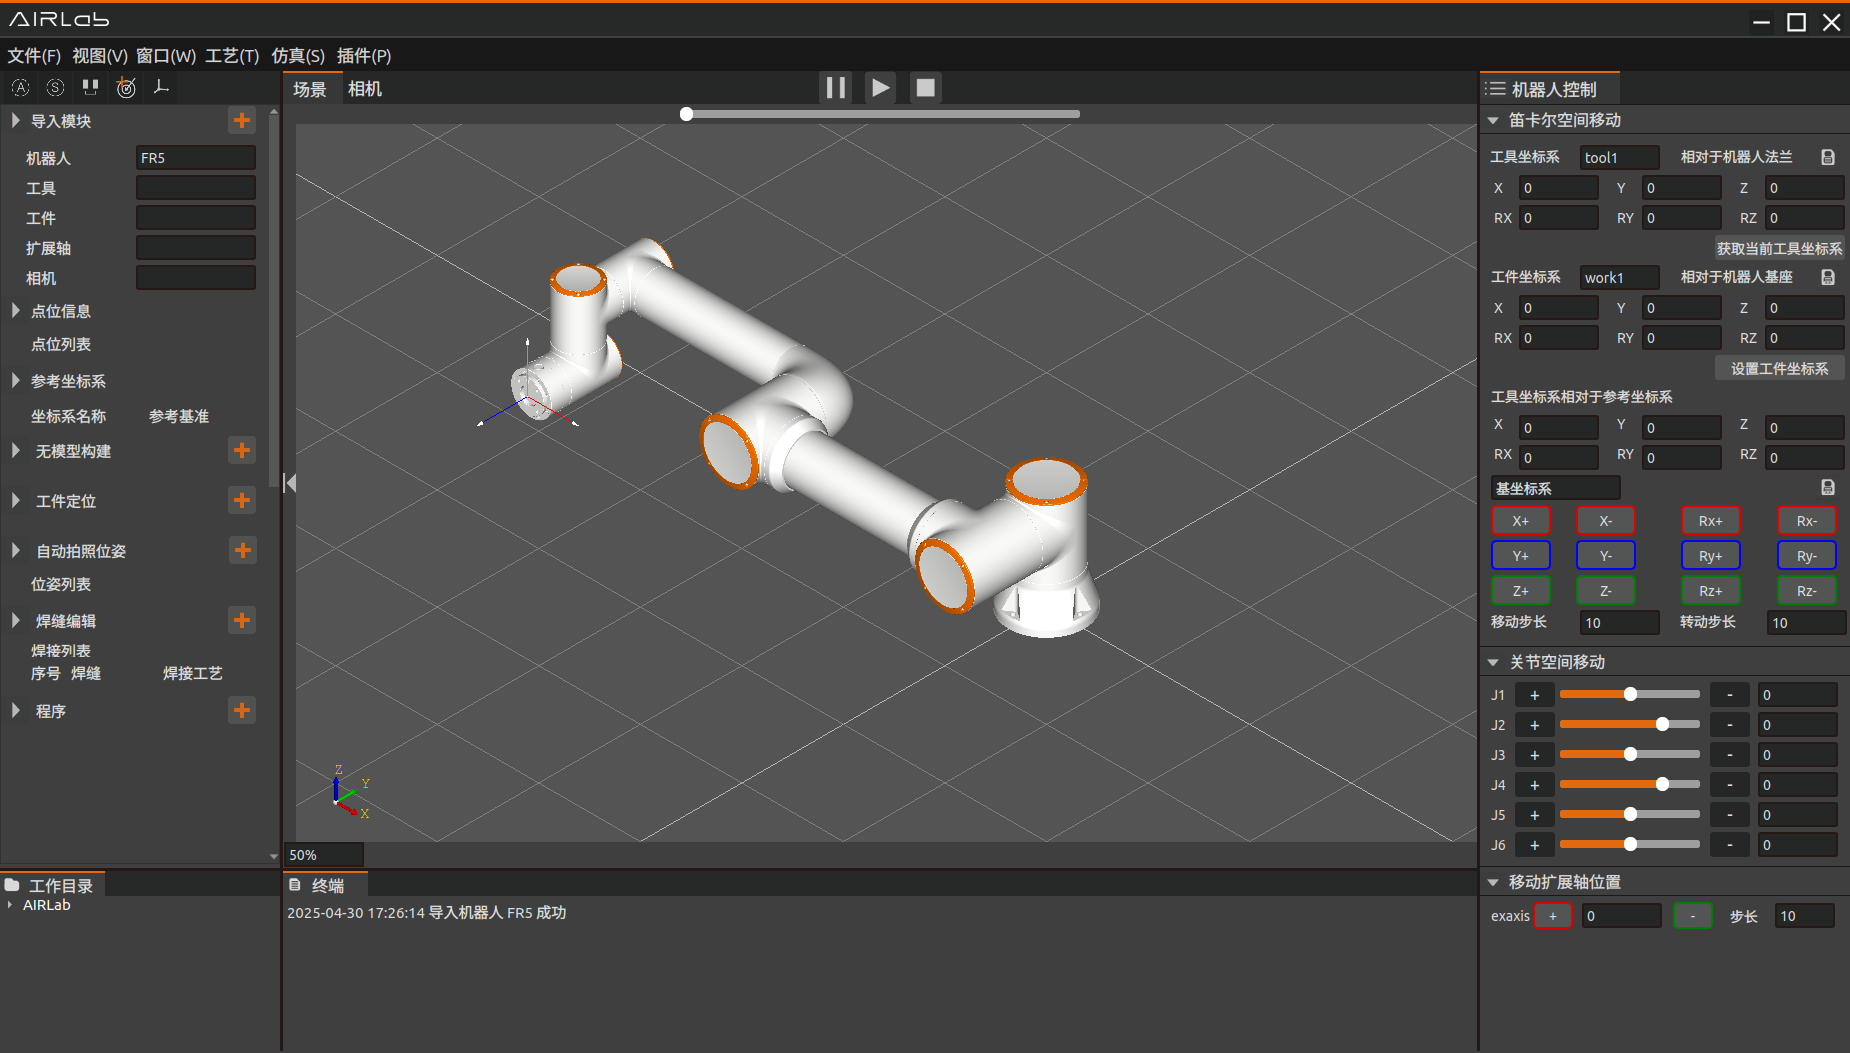 AIRLab
文件(F) 视图(V) 窗口(W) 工艺(T) 仿真(S) 插件(P)
A S
导入模块
机器人 FR5
工具
工件
扩展轴
相机
点位信息
点位列表
参考坐标系
坐标系名称 参考基准
无模型构建
工件定位
自动拍照位姿
位姿列表
焊缝编辑
焊接列表
序号 焊缝 焊接工艺
程序
场景 相机
Z
Y
X
50%
工作目录
AIRLab
终端
2025-04-30 17:26:14 导入机器人 FR5 成功
机器人控制
笛卡尔空间移动
工具坐标系 tool1 相对于机器人法兰
X 0 Y 0 Z 0
RX 0 RY 0 RZ 0
获取当前工具坐标系
工件坐标系 work1 相对于机器人基座
X 0 Y 0 Z 0
RX 0 RY 0 RZ 0
设置工件坐标系
工具坐标系相对于参考坐标系
X 0 Y 0 Z 0
RX 0 RY 0 RZ 0
基坐标系
X+ X- Rx+ Rx-
Y+ Y- Ry+ Ry-
Z+ Z- Rz+ Rz-
移动步长 10 转动步长 10
关节空间移动
J1 + - 0
J2 + - 0
J3 + - 0
J4 + - 0
J5 + - 0
J6 + - 0
移动扩展轴位置
exaxis + 0 - 步长 10